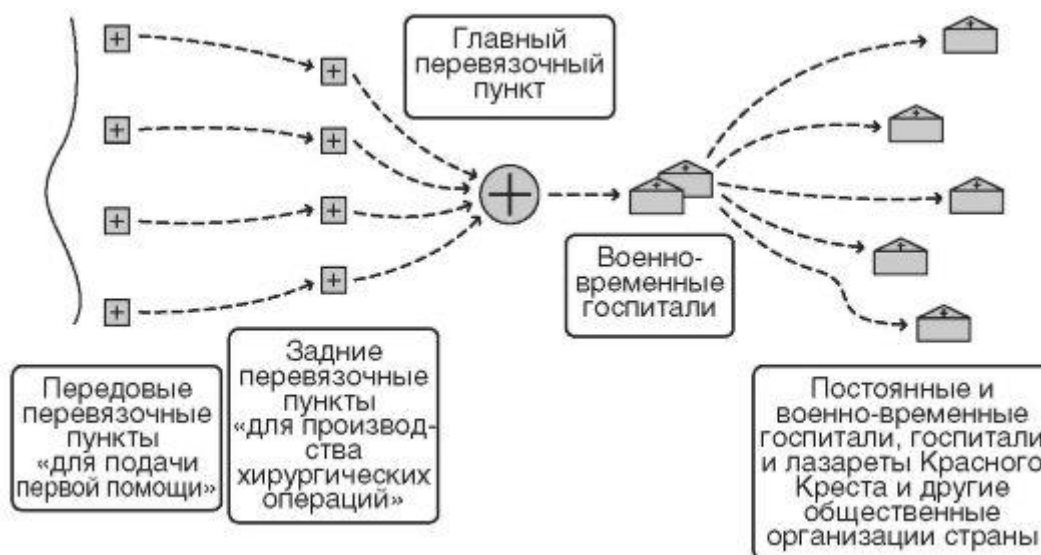 Главный
перевязочный
пункт
Военно-
временные
госпитали
Передовые
перевязочные
пункты
«для подачи
первой помощи»
Задние
перевязочные
пункты
«для производ-
ства
хирургических
операций»
Постоянные и
военно-временные
госпитали, госпитали
и лазареты Красного
Креста и другие
общественные
организации страны